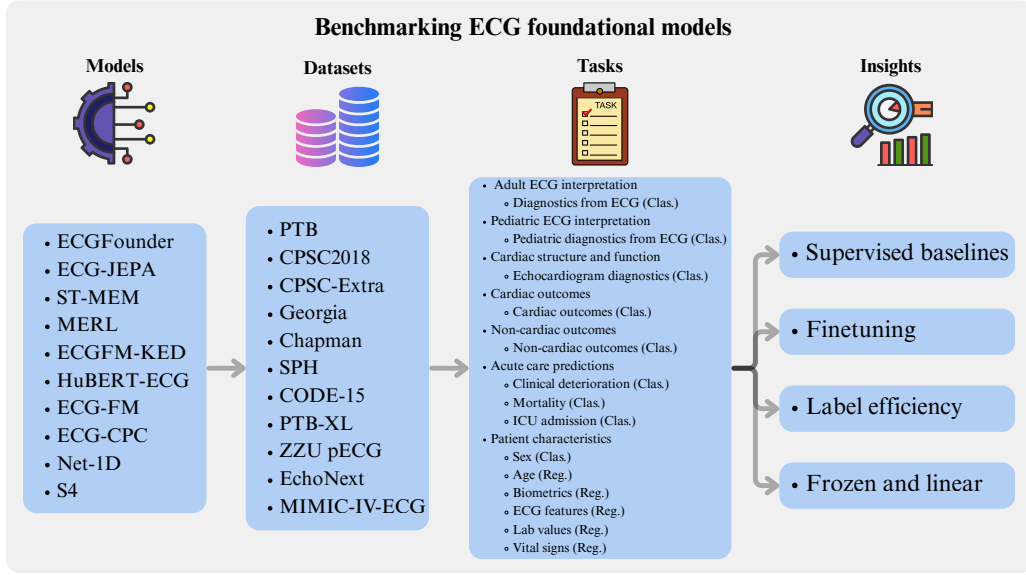 Benchmarking ECG foundational models
Models
Datasets
Tasks
Insights
TASK
• ECGFounder
• ECG-JEPA
• ST-MEM
• MERL
• ECGFM-KED
• HuBERT-ECG
• ECG-FM
• ECG-CPC
• Net-1D
• S4
• PTB
• CPSC2018
• CPSC-Extra
• Georgia
• Chapman
• SPH
• CODE-15
• PTB-XL
• ZZU pECG
• EchoNext
• MIMIC-IV-ECG
• Adult ECG interpretation
∘ Diagnostics from ECG (Clas.)
• Pediatric ECG interpretation
∘ Pediatric diagnostics from ECG (Clas.)
• Cardiac structure and function
∘ Echocardiogram diagnostics (Clas.)
• Cardiac outcomes
∘ Cardiac outcomes (Clas.)
• Non-cardiac outcomes
∘ Non-cardiac outcomes (Clas.)
• Acute care predictions
∘ Clinical deterioration (Clas.)
∘ Mortality (Clas.)
∘ ICU admission (Clas.)
• Patient characteristics
∘ Sex (Clas.)
∘ Age (Reg.)
∘ Biometrics (Reg.)
∘ ECG features (Reg.)
∘ Lab values (Reg.)
∘ Vital signs (Reg.)
• Supervised baselines
• Finetuning
• Label efficiency
• Frozen and linear